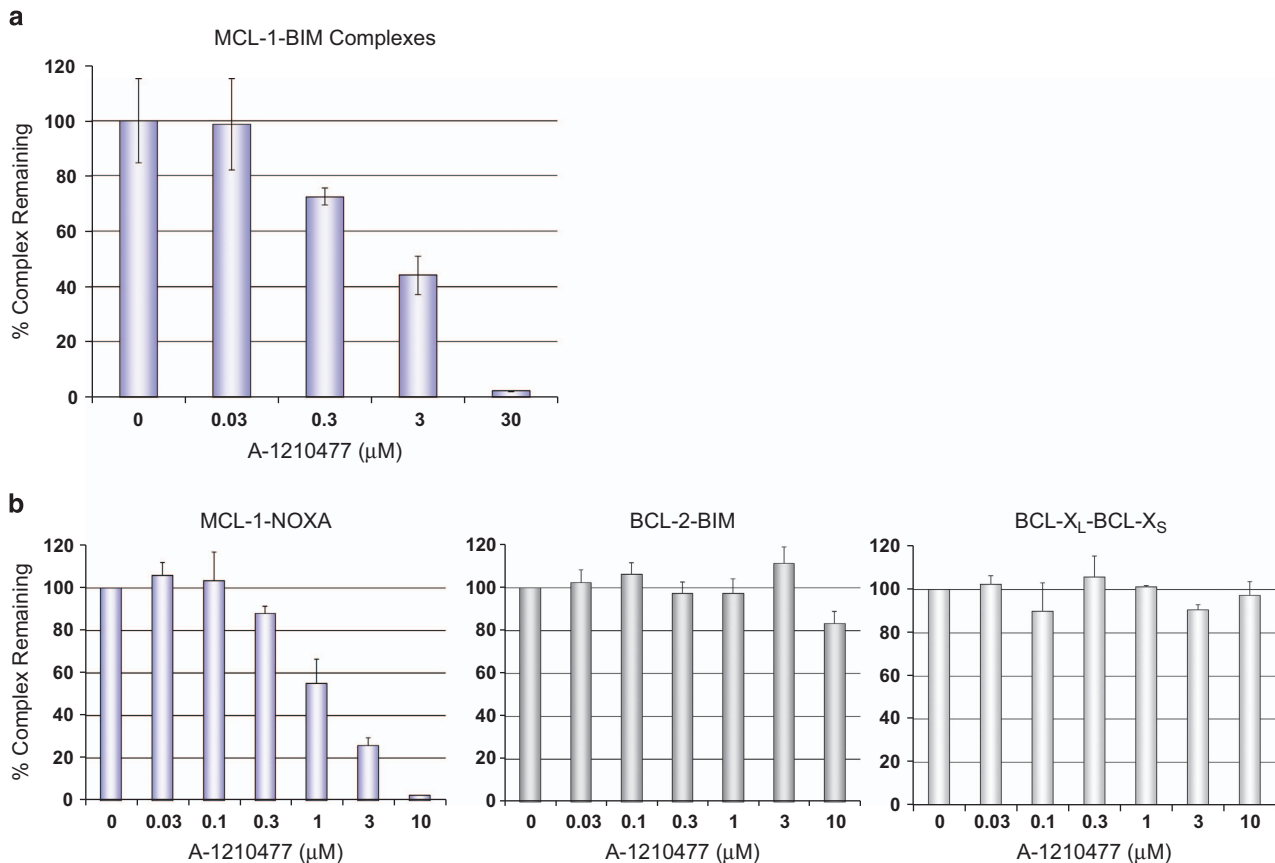 a
MCL-1-BIM Complexes
% Complex Remaining
120
100
80
60
40
20
0
0 0.03 0.3 3 30
A-1210477 (μM)
b
MCL-1-NOXA
% Complex Remaining
120
100
80
60
40
20
0
0 0.03 0.1 0.3 1 3 10
A-1210477 (μM)
BCL-2-BIM
120
100
80
60
40
20
0
0 0.03 0.1 0.3 1 3 10
A-1210477 (μM)
BCL-XL-BCL-XS
120
100
80
60
40
20
0
0 0.03 0.1 0.3 1 3 10
A-1210477 (μM)